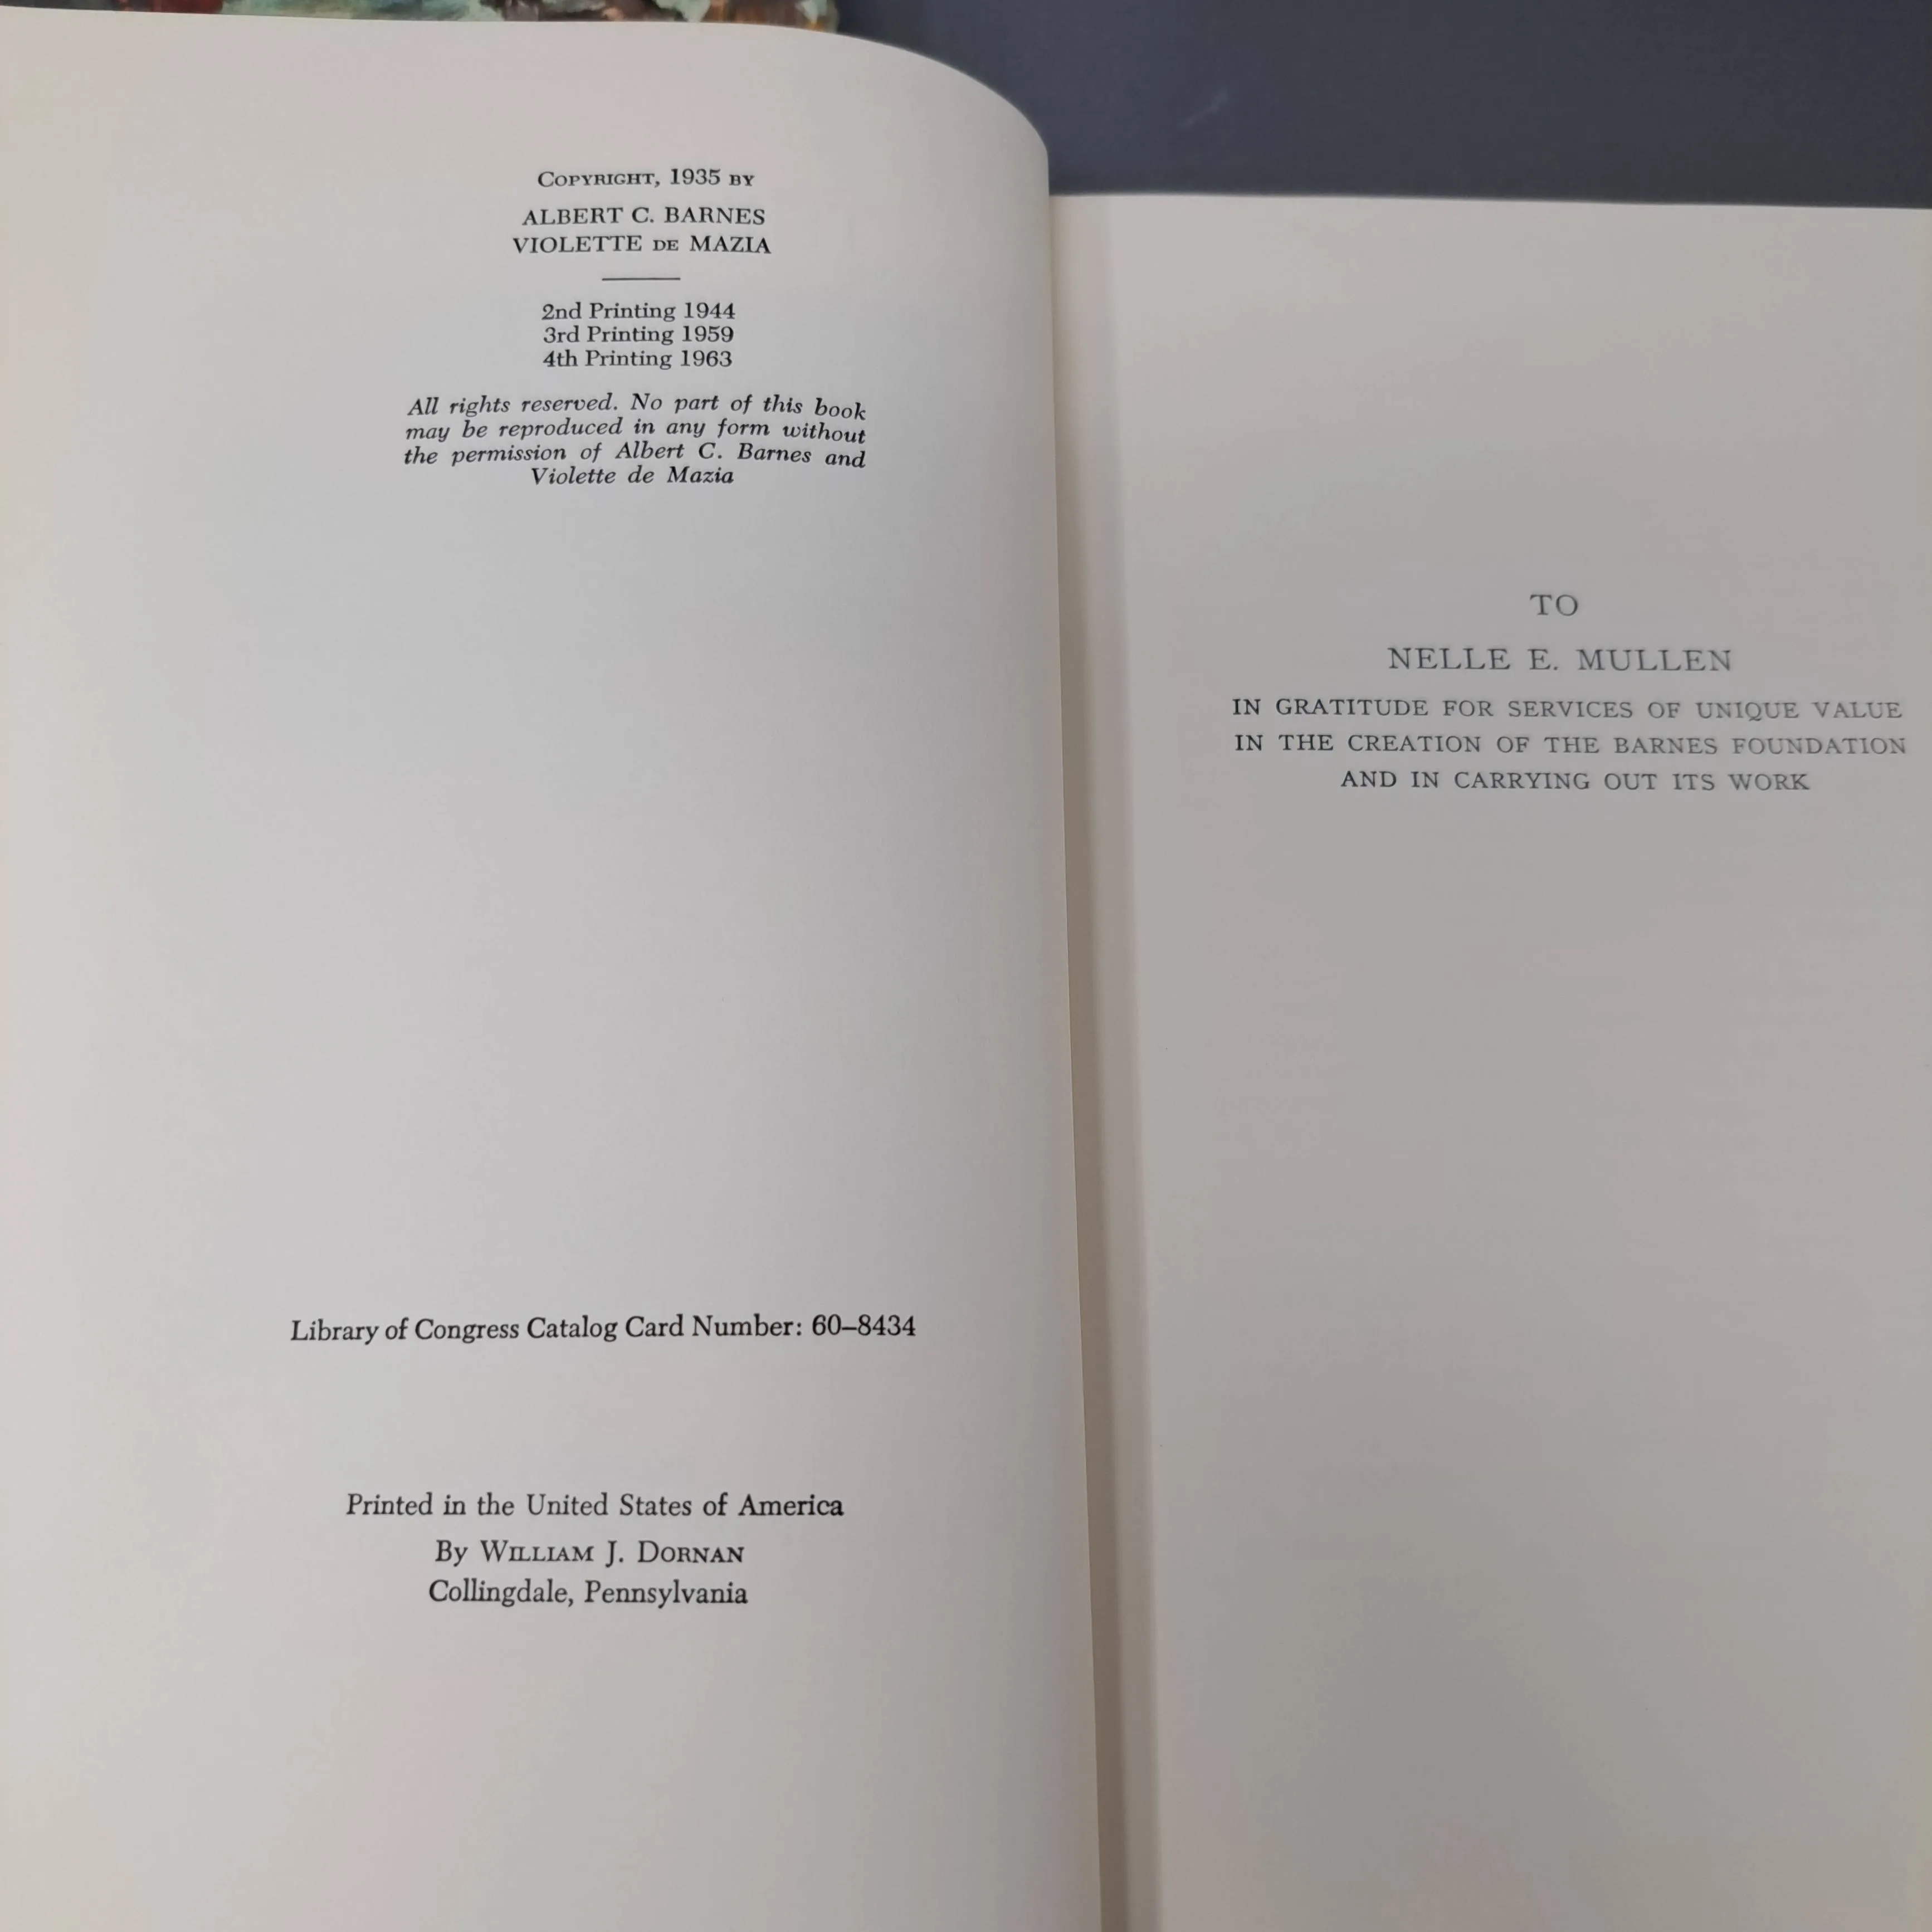 Copyright, 1935 by
ALBERT C. BARNES
VIOLETTE DE MAZIA
2nd Printing 1944
3rd Printing 1959
4th Printing 1963
All rights reserved. No part of this book
may be reproduced in any form without
the permission of Albert C. Barnes and
Violette de Mazia
Library of Congress Catalog Card Number: 60–8434
Printed in the United States of America
By William J. Dornan
Collingdale, Pennsylvania
TO
NELLE E. MULLEN
IN GRATITUDE FOR SERVICES OF UNIQUE VALUE
IN THE CREATION OF THE BARNES FOUNDATION
AND IN CARRYING OUT ITS WORK